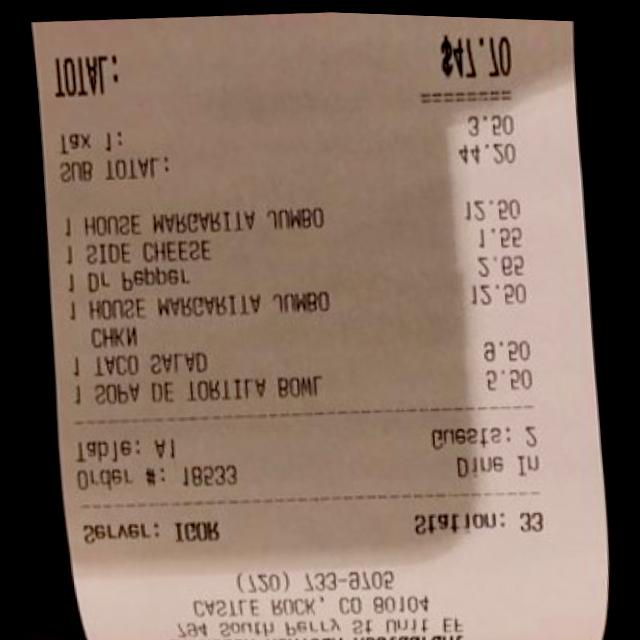 794 South Perry St Unit EF
CASTLE ROCK, CO 80104
(720) 733-9705
Server: IGOR Station: 33
Order #: 18533 Dine In
Table: A1 Guests: 2
1 SOPA DE TORTILA BOWL 5.50
1 TACO SALAD 9.50
CHKN
1 HOUSE MARGARITA JUMBO 12.50
1 Dr Pepper 2.65
1 SIDE CHEESE 1.55
1 HOUSE MARGARITA JUMBO 12.50
SUB TOTAL: 44.20
Tax 1: 3.50
TOTAL: $47.70